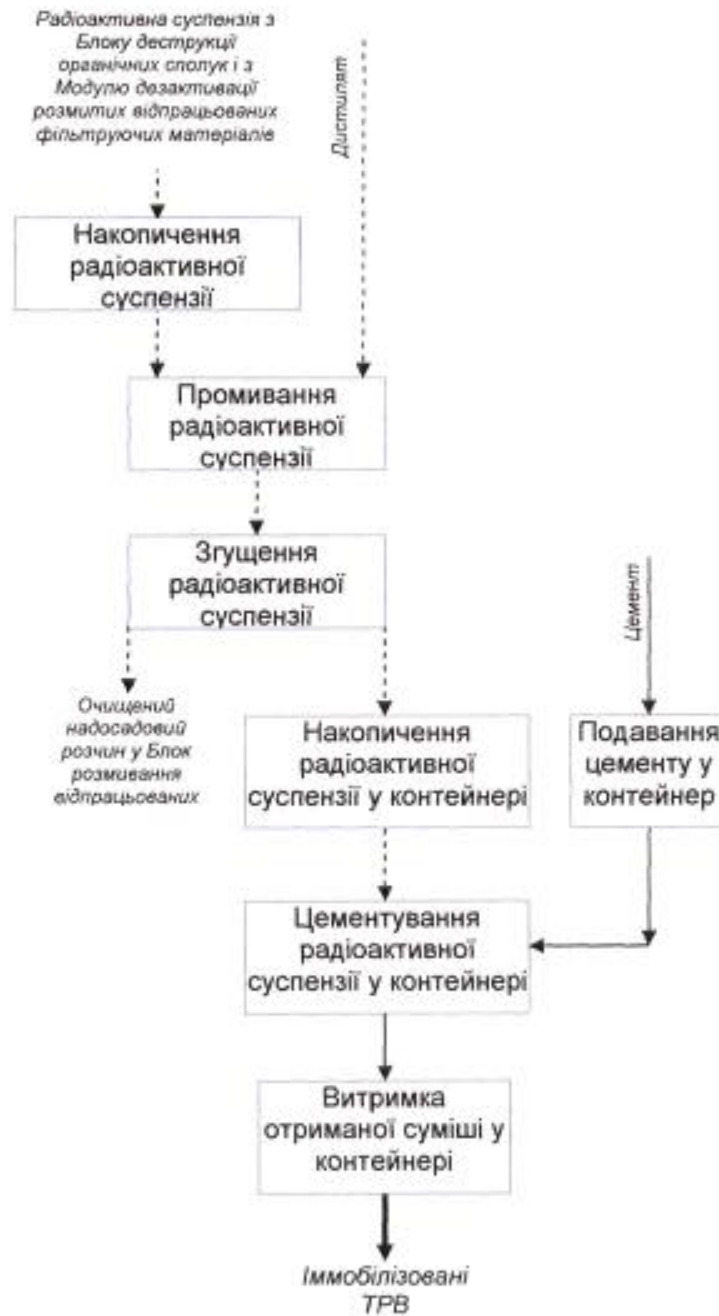 Радіоактивна суспензія з
Блоку деструкції
органічних сполук і з
Модулю дезактивації
розмитих відпрацьованих
фільтруючих матеріалів
Дистилят
Накопичення
радіоактивної
суспензії
Промивання
радіоактивної
суспензії
Згущення
радіоактивної
суспензії
Цемент
Очищений
надосадовий
розчин у Блок
розмивання
відпрацьованих
Накопичення
радіоактивної
суспензії у контейнері
Подавання
цементу у
контейнер
Цементування
радіоактивної
суспензії у контейнері
Витримка
отриманої суміші у
контейнері
Іммобілізовані
ТРВ